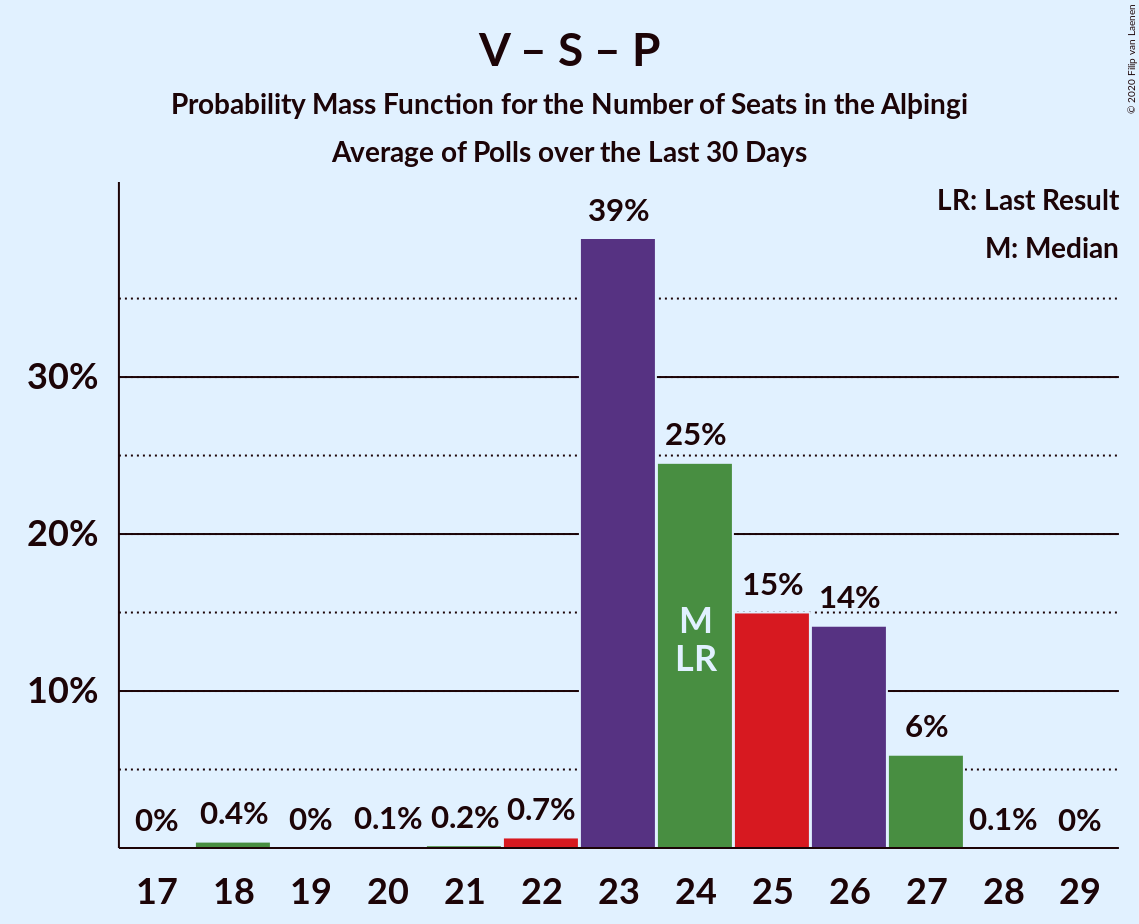 V – S – P
Probability Mass Function for the Number of Seats in the Alþingi
Average of Polls over the Last 30 Days
© 2020 Filip van Laenen
LR: Last Result
M: Median
39%
30%
25%
20%
15%
14%
M
LR
10%
6%
0%
0.4%
0%
0.1%
0.2%
0.7%
0.1%
0%
17 18 19 20 21 22 23 24 25 26 27 28 29